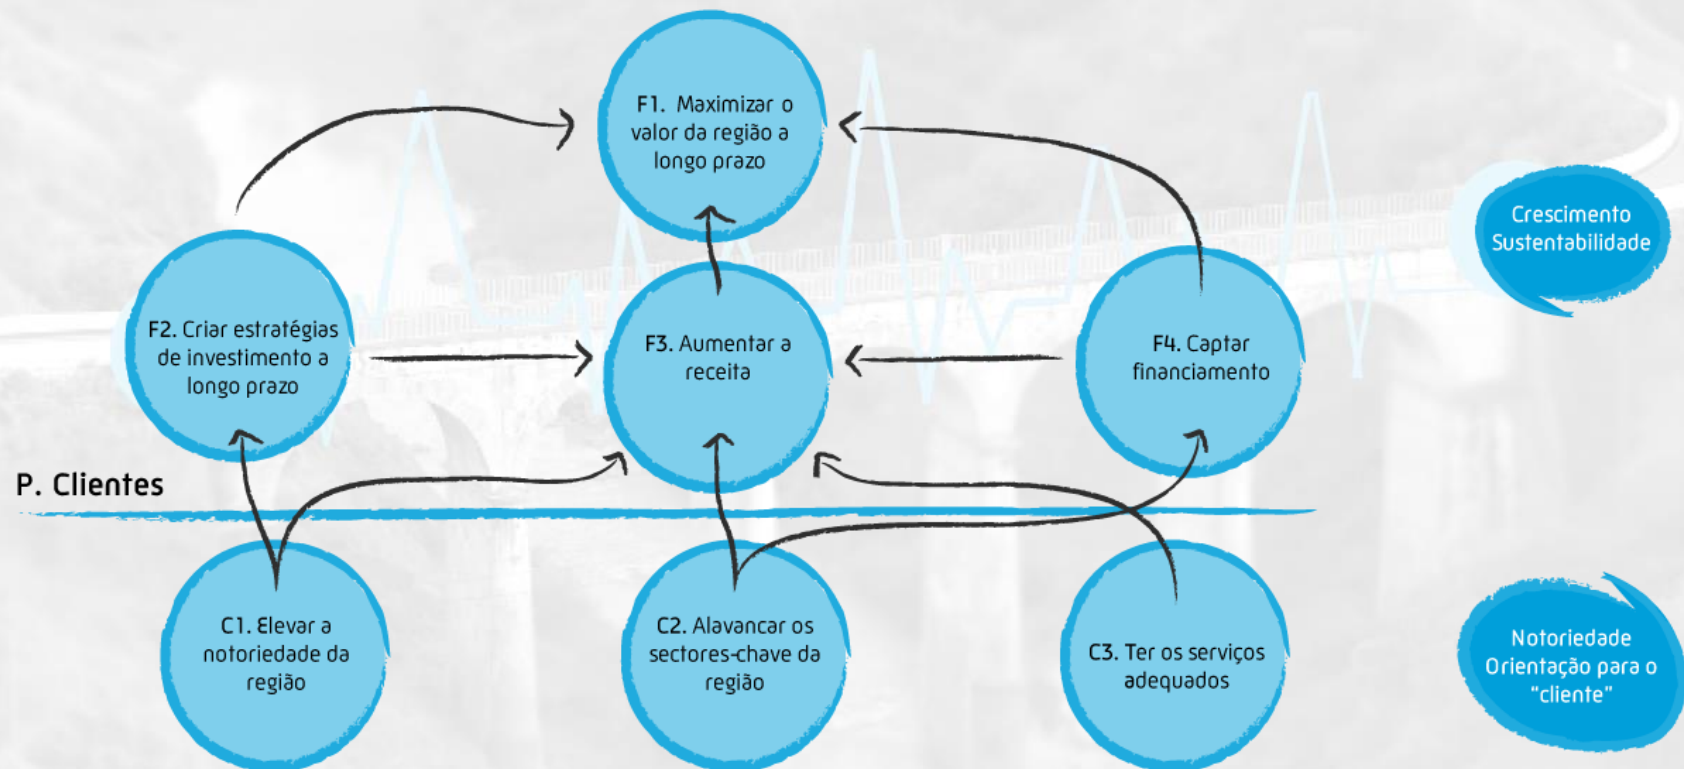 F1. Maximizar o
valor da região a
longo prazo
Crescimento
Sustentabilidade
F2. Criar estratégias
de investimento a
longo prazo
F3. Aumentar a
receita
F4. Captar
financiamento
P. Clientes
C1. Elevar a
notoriedade da
região
C2. Alavancar os
sectores-chave da
região
C3. Ter os serviços
adequados
Notoriedade
Orientação para o
“cliente”